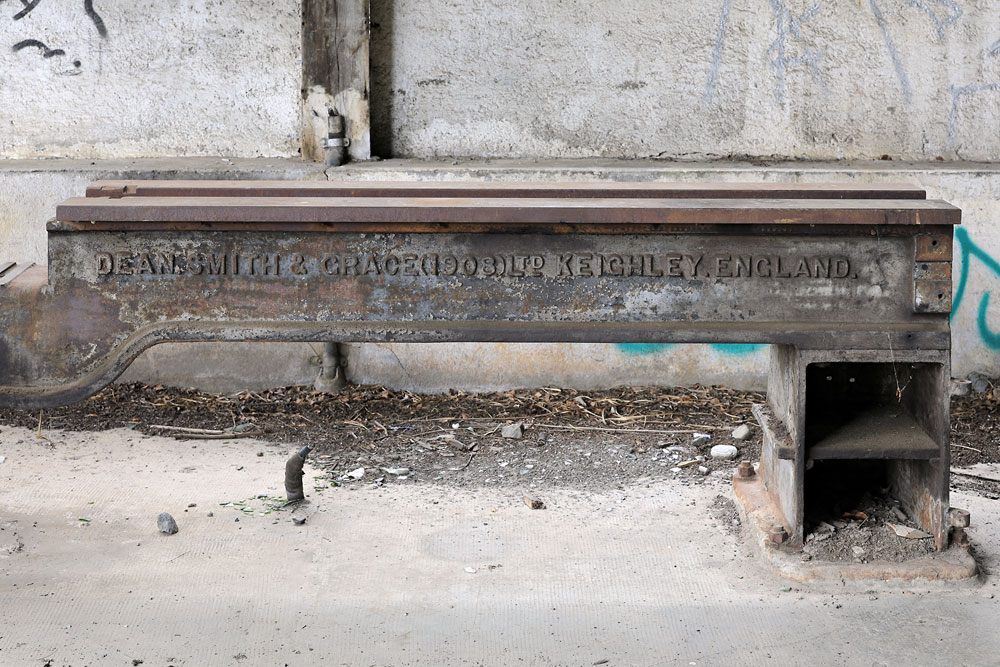 DEAN, SMITH & GRACE (1908) LTD KEIGHLEY, ENGLAND.